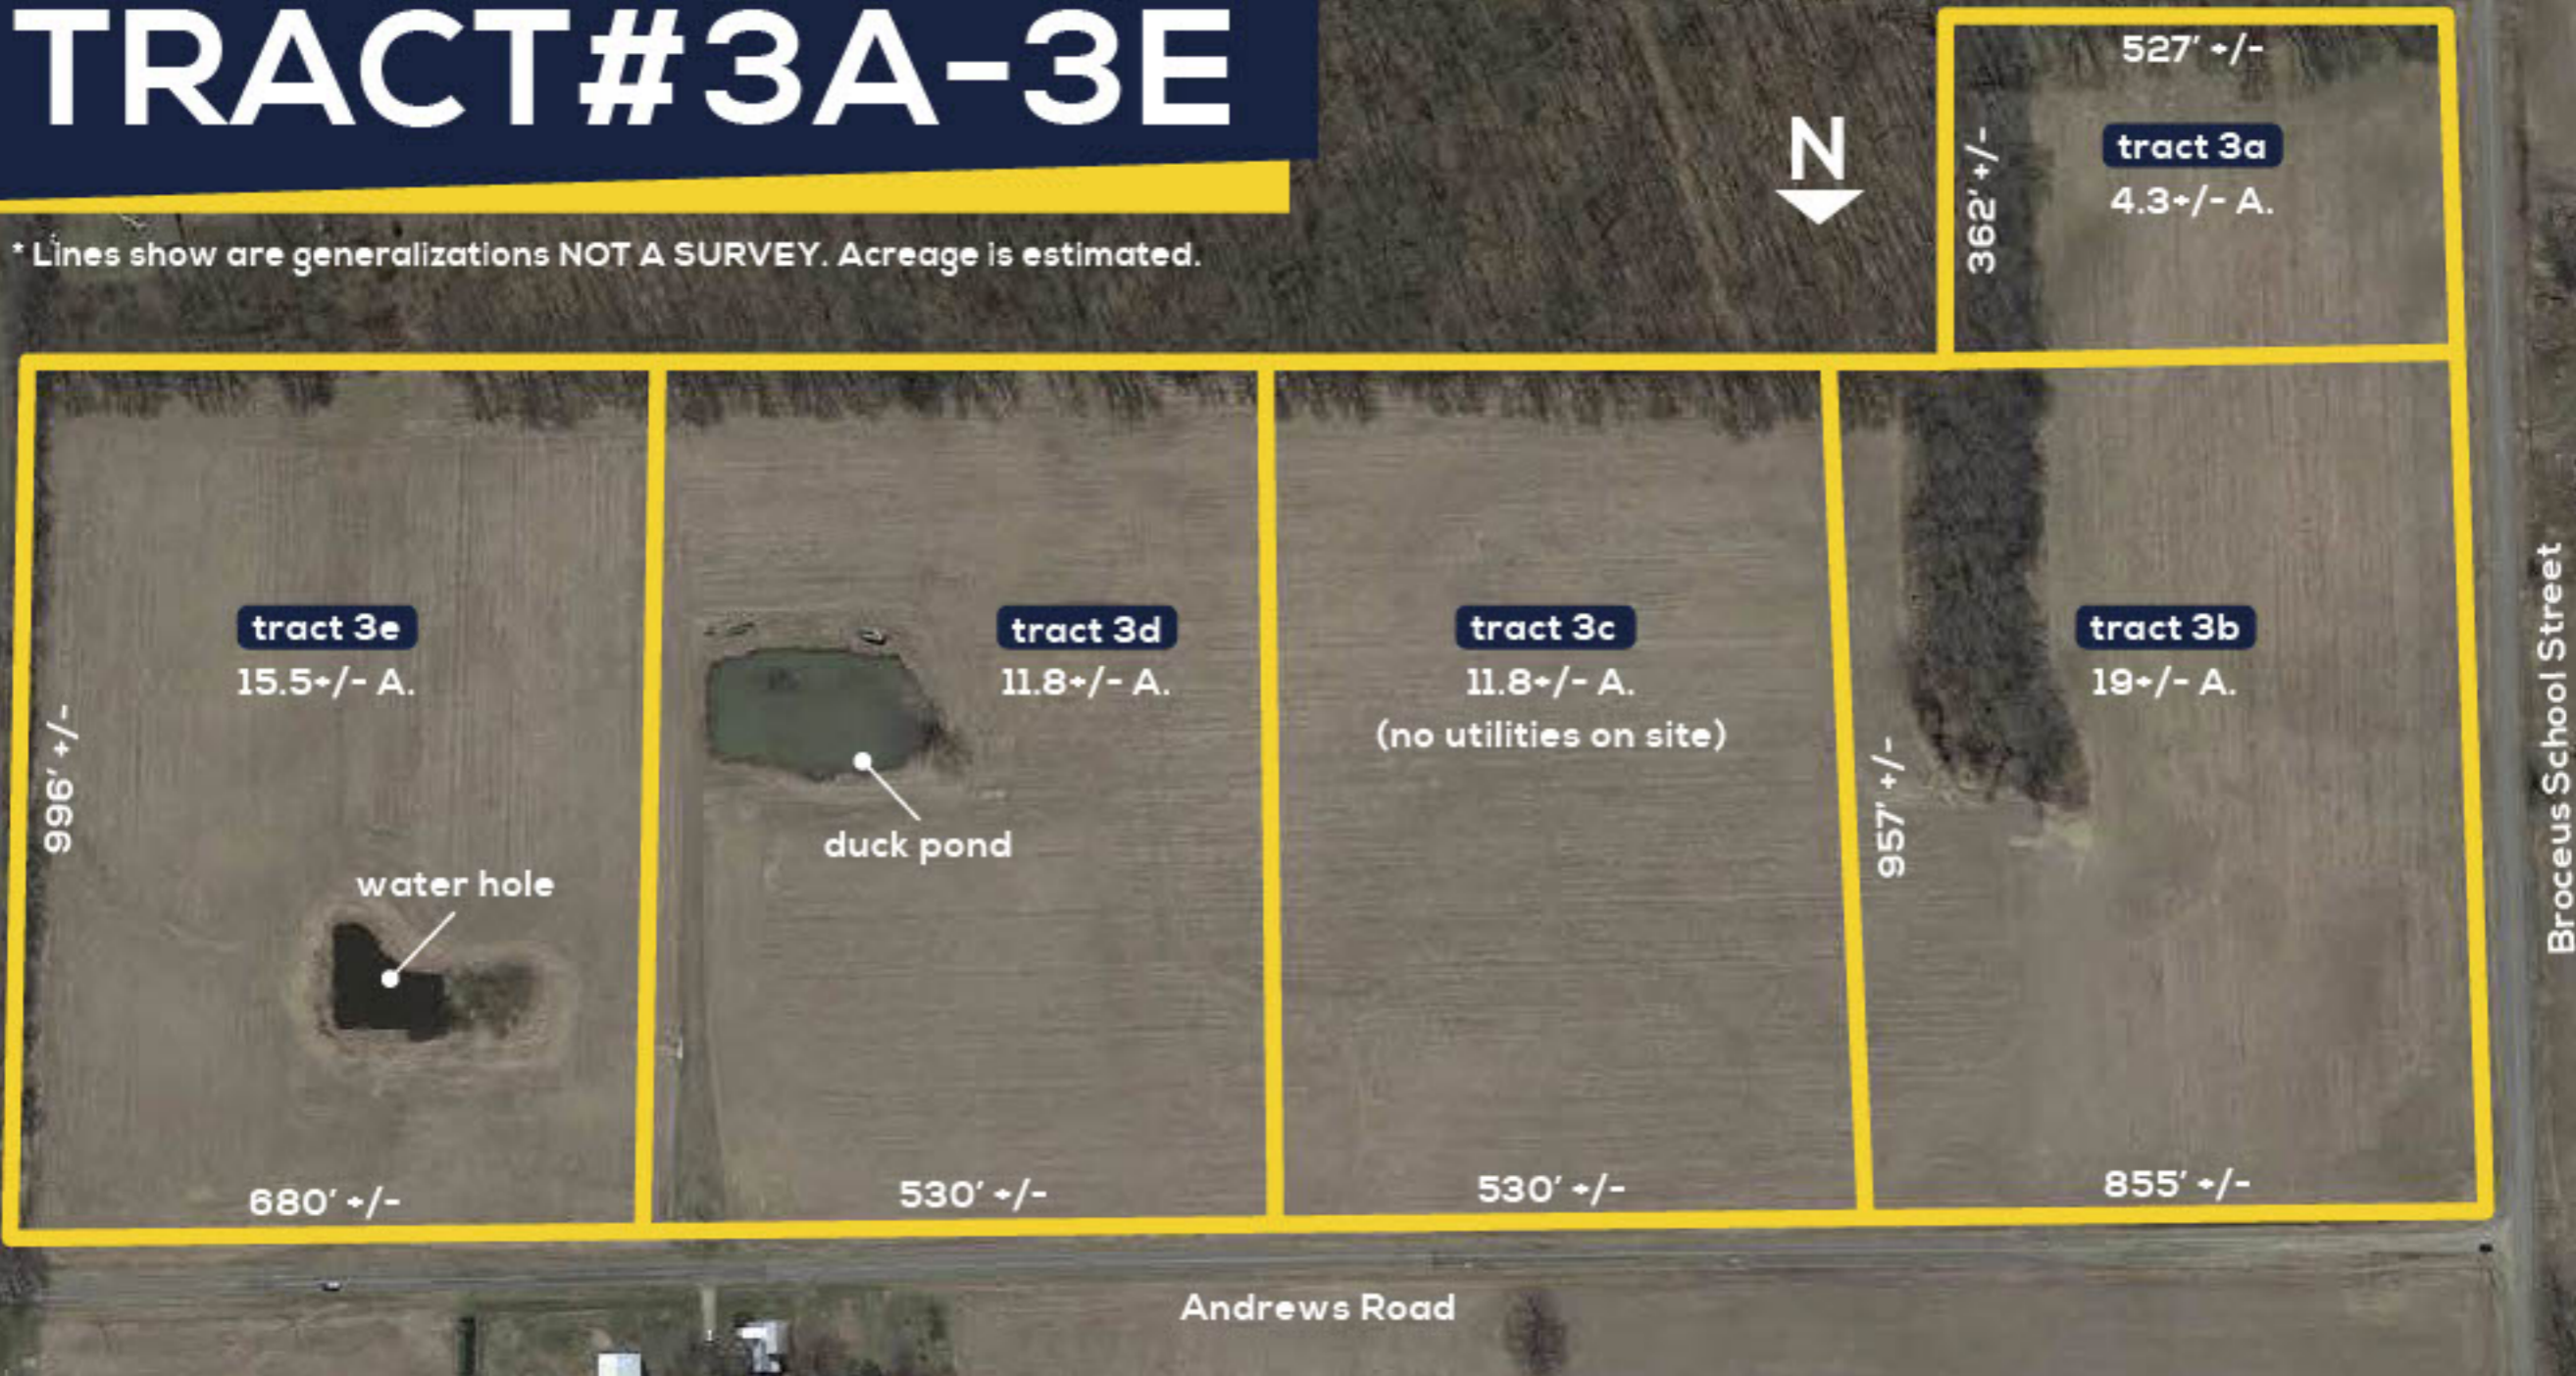 TRACT#3A-3E
* Lines show are generalizations NOT A SURVEY. Acreage is estimated.
N
527' +/-
362' +/-
tract 3a
4.3+/- A.
tract 3e
15.5+/- A.
996' +/-
water hole
680' +/-
tract 3d
11.8+/- A.
duck pond
530' +/-
tract 3c
11.8+/- A.
(no utilities on site)
530' +/-
tract 3b
19+/- A.
957' +/-
855' +/-
Broceus School Street
Andrews Road